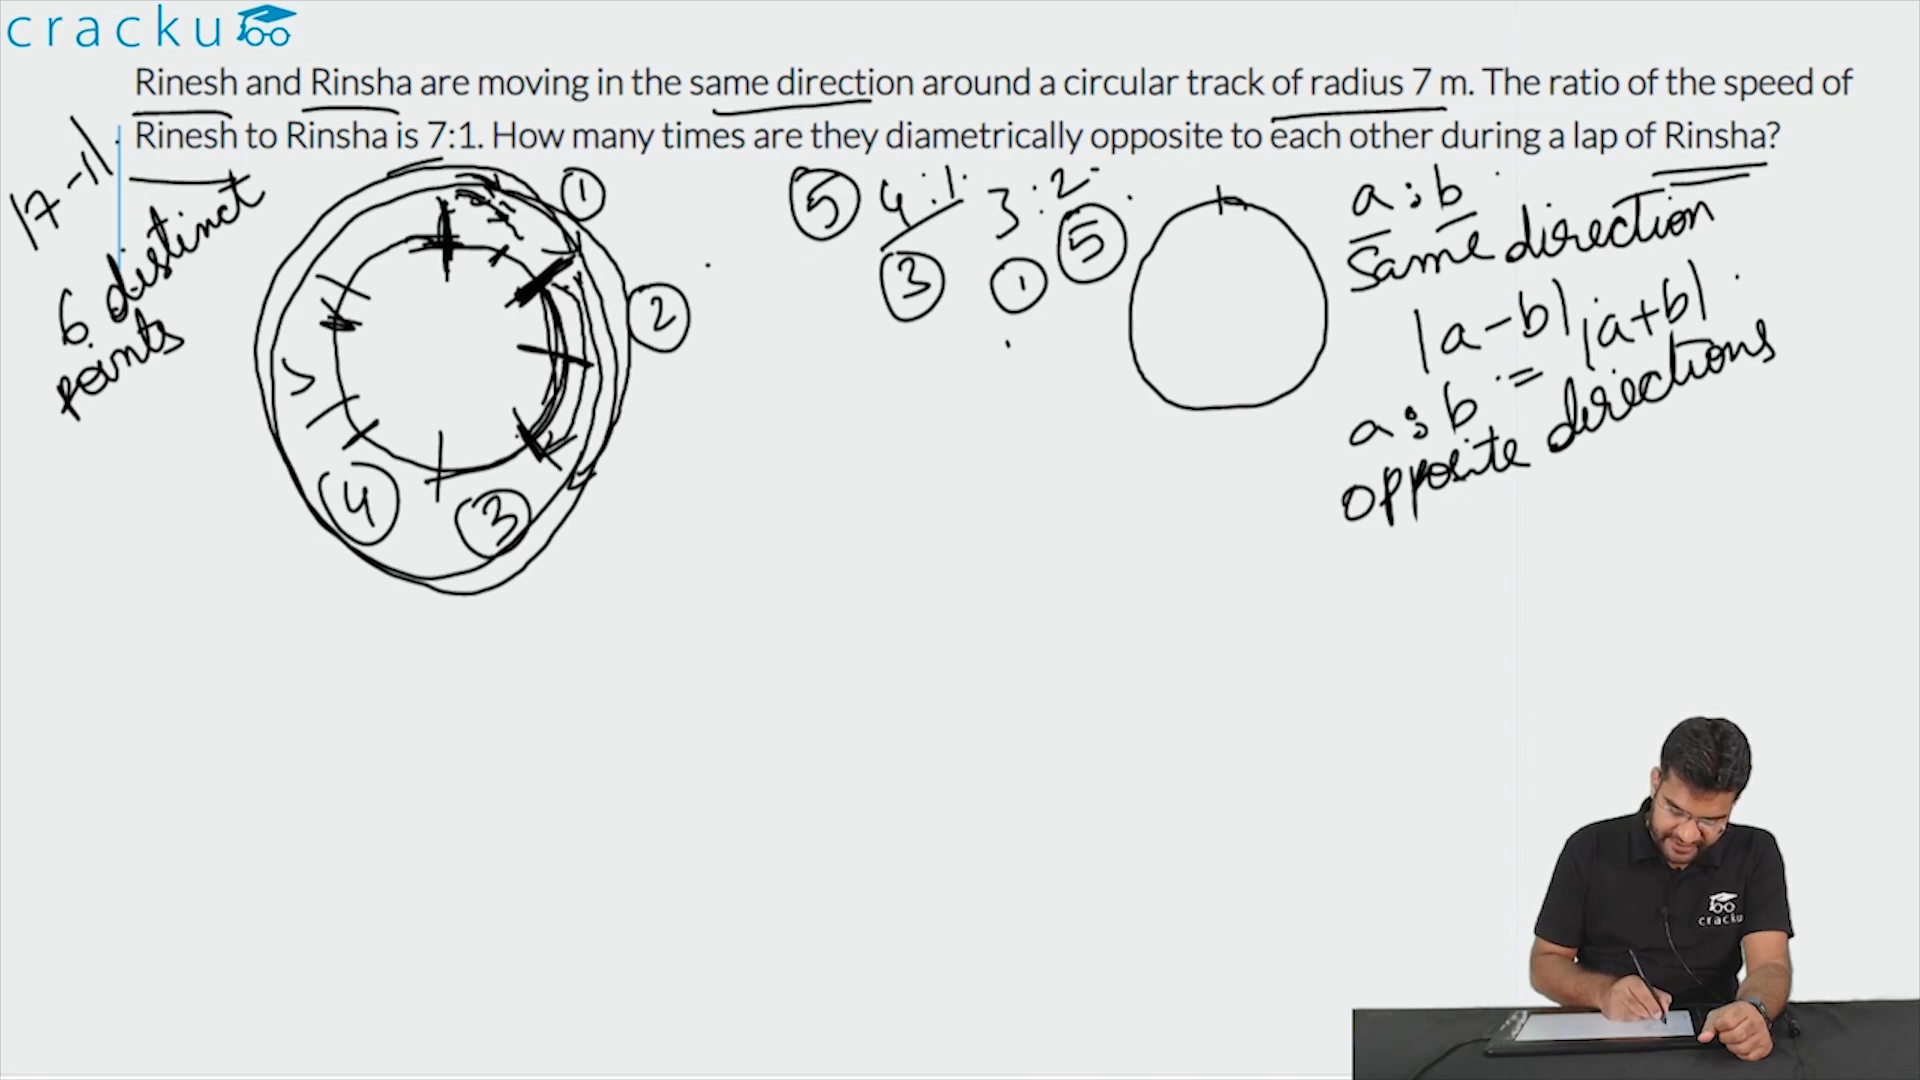 cracku
Rinesh and Rinsha are moving in the same direction around a circular track of radius 7 m. The ratio of the speed of
Rinesh to Rinsha is 7:1. How many times are they diametrically opposite to each other during a lap of Rinsha?
|7-1|
6 distinct
points
1
2
3
4
5 4:1 3:2
3 1 5
a:b
Same direction
|a-b| |a+b|
a:b =
opposite directions
cracku